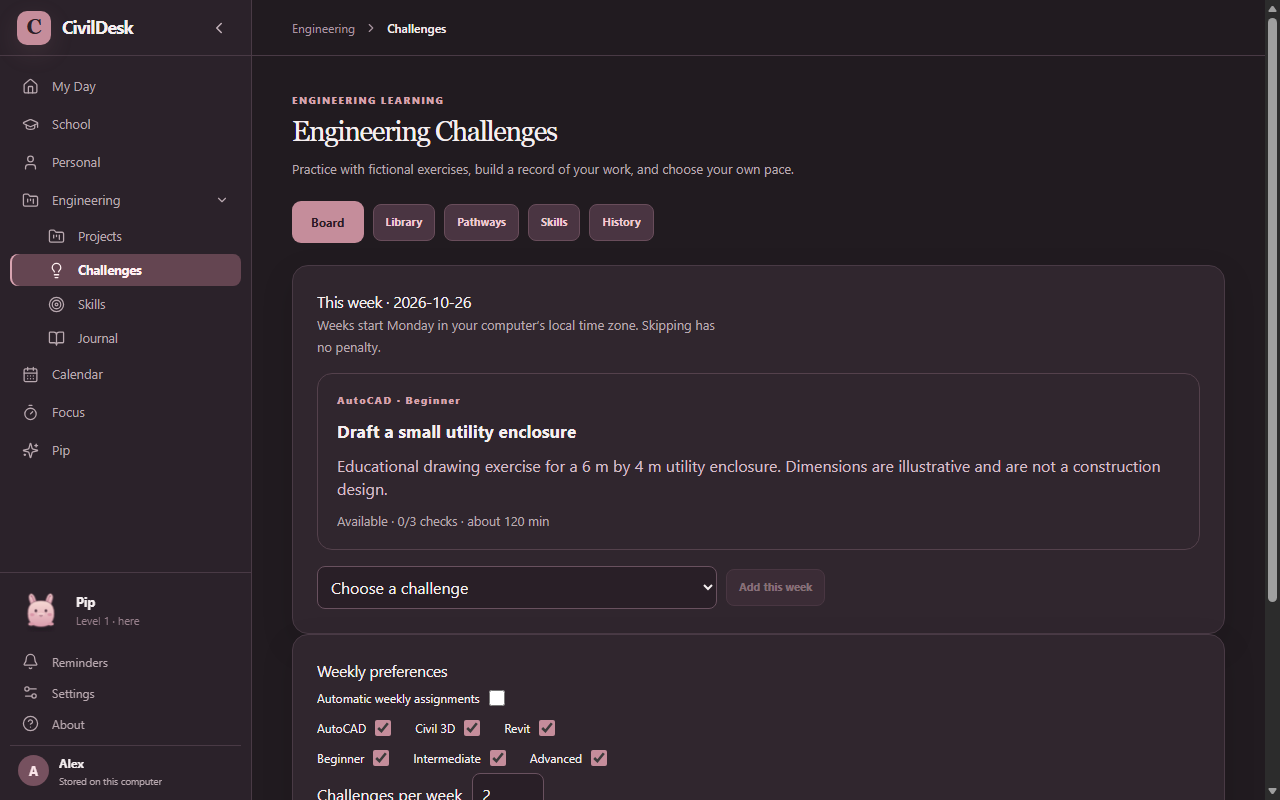 C CivilDesk
Engineering > Challenges
My Day
School
Personal
Engineering
Projects
Challenges
Skills
Journal
Calendar
Focus
Pip
Pip
Level 1 · here
Reminders
Settings
About
A
Alex
Stored on this computer
ENGINEERING LEARNING
Engineering Challenges
Practice with fictional exercises, build a record of your work, and choose your own pace.
Board Library Pathways Skills History
This week · 2026-10-26
Weeks start Monday in your computer's local time zone. Skipping has
no penalty.
AutoCAD · Beginner
Draft a small utility enclosure
Educational drawing exercise for a 6 m by 4 m utility enclosure. Dimensions are illustrative and are not a construction
design.
Available · 0/3 checks · about 120 min
Choose a challenge Add this week
Weekly preferences
Automatic weekly assignments
AutoCAD Civil 3D Revit
Beginner Intermediate Advanced
Challenges per week 2